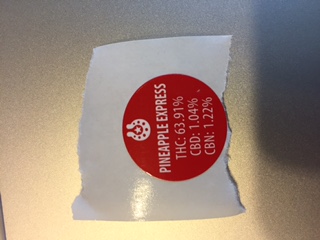 PINEAPPLE EXPRESS
THC: 63.91%
CBD: 1.04%
CBN: 1.22%